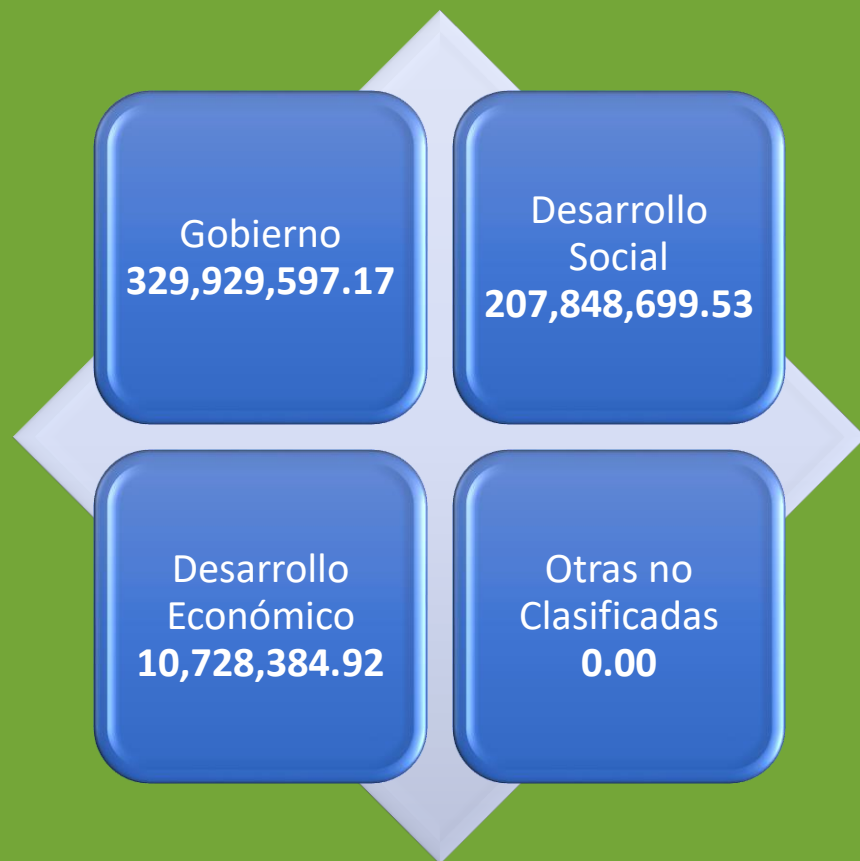 Gobierno
329,929,597.17
Desarrollo
Social
207,848,699.53
Desarrollo
Económico
10,728,384.92
Otras no
Clasificadas
0.00